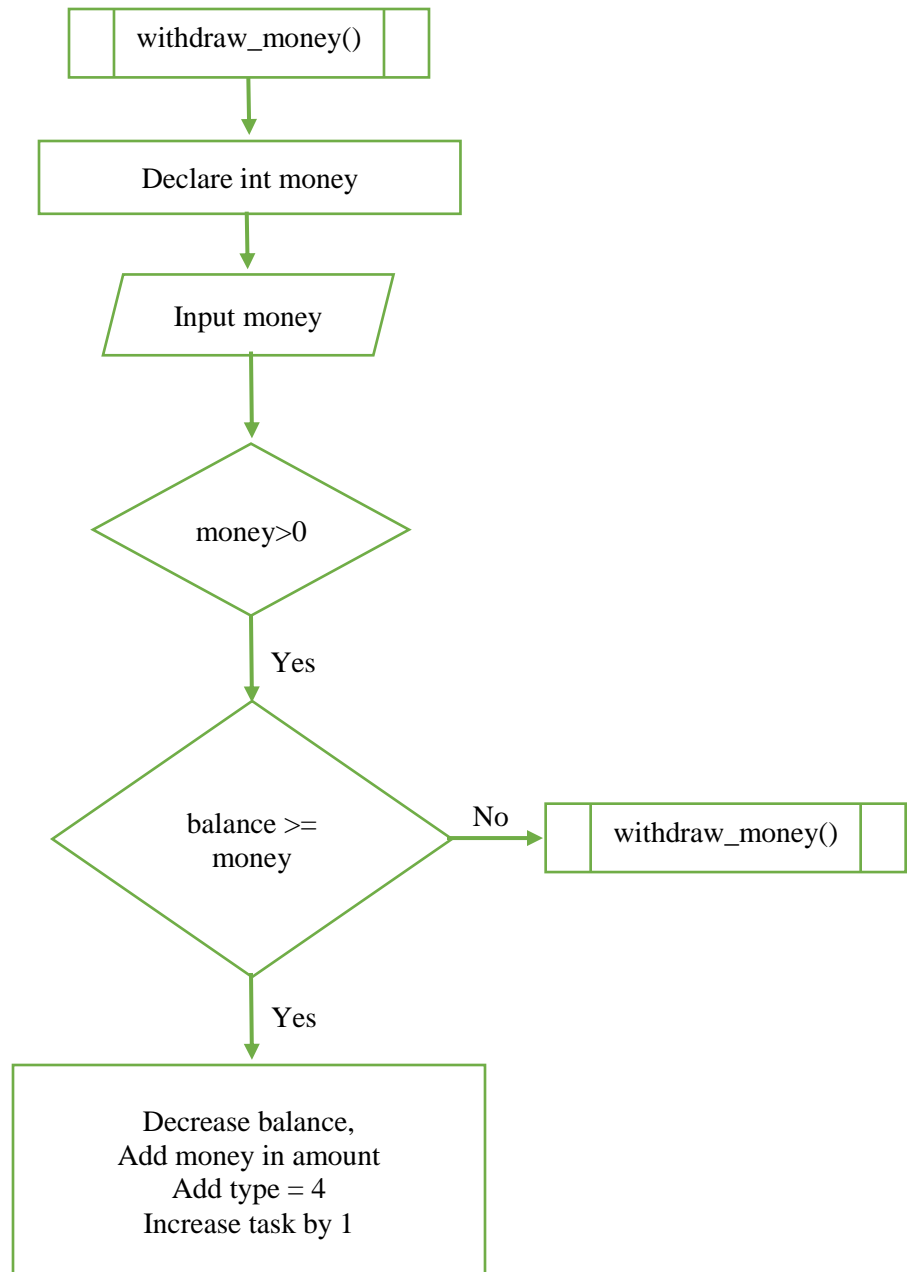 withdraw_money()
Declare int money
Input money
money>0
Yes
balance >=
money
No
withdraw_money()
Yes
Decrease balance,
Add money in amount
Add type = 4
Increase task by 1